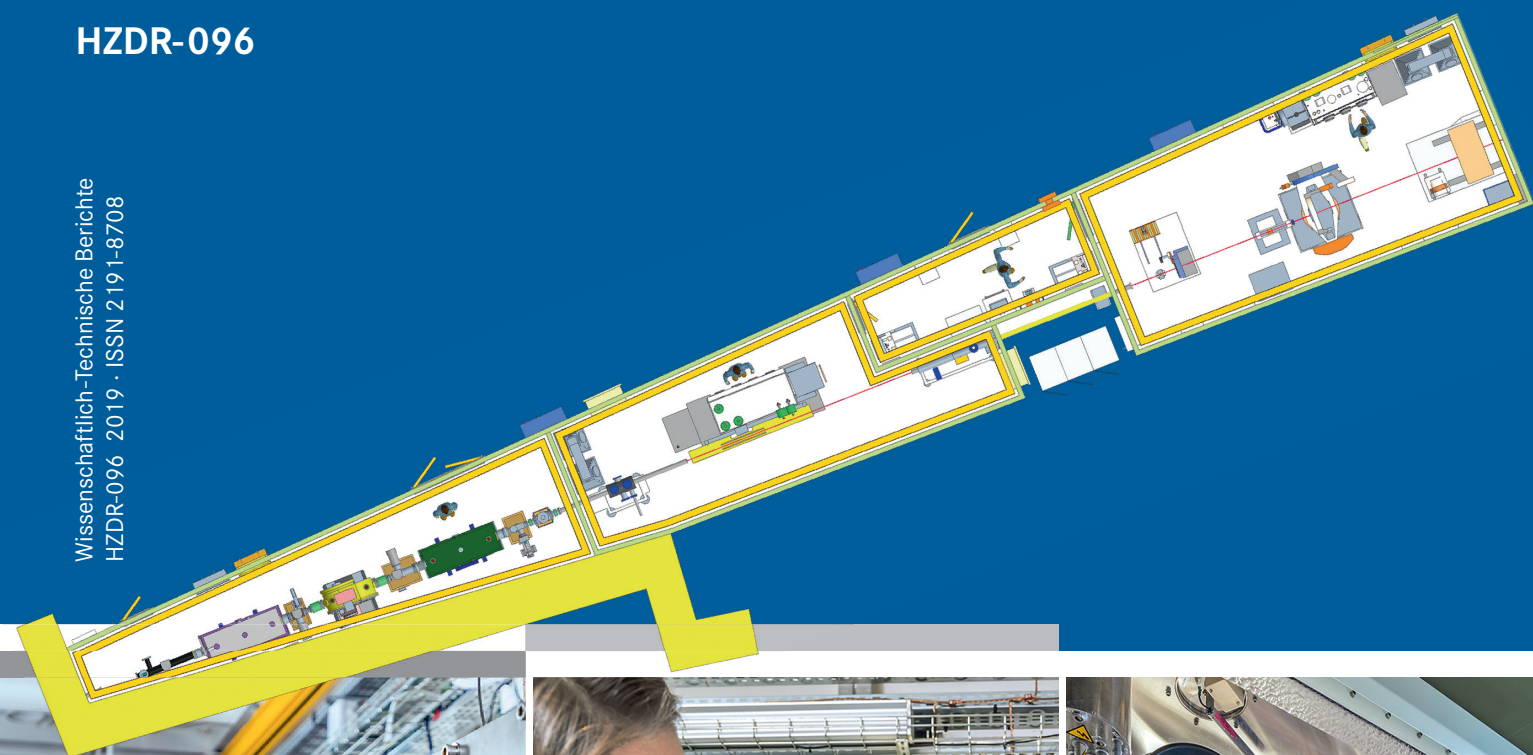 HZDR-096
Wissenschaftlich-Technische Berichte
HZDR-096 2019 · ISSN 2191-8708